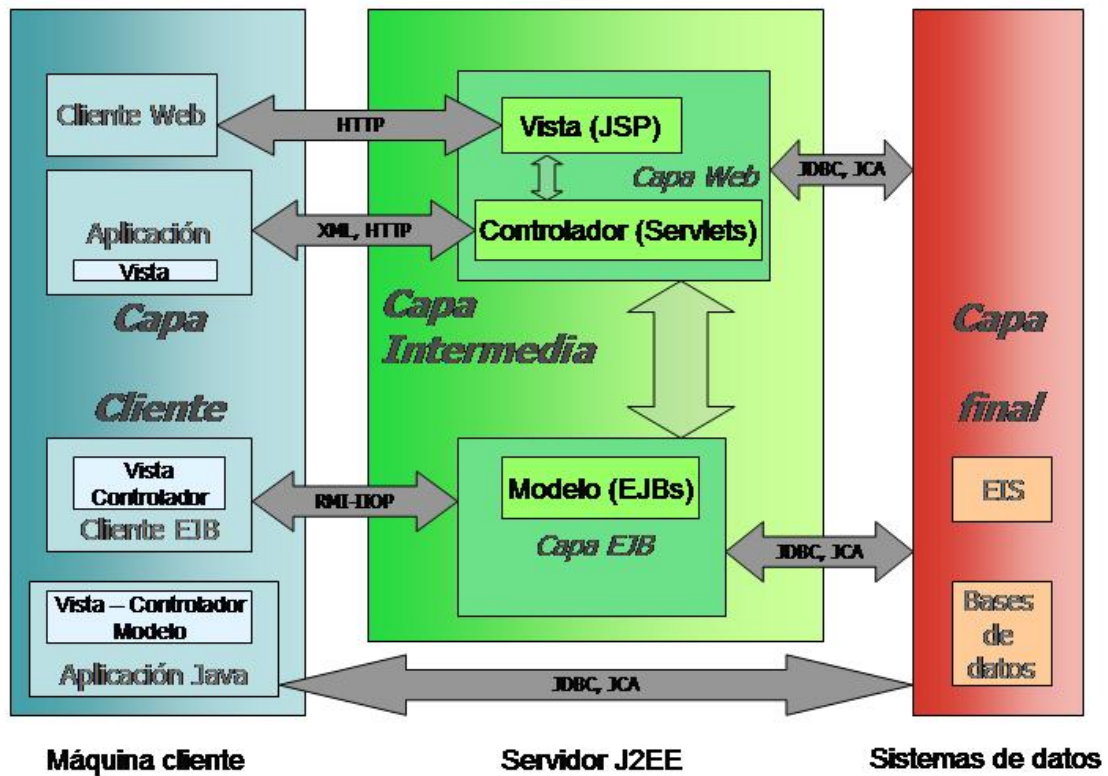 Cliente Web
HTTP
Vista (JSP)
Capa Web
JDBC, JCA
Aplicación
Vista
XML, HTTP
Controlador (Servlets)
Capa
Cliente
Capa
Intermedia
Capa
final
Vista
Controlador
Cliente EJB
RMI-IIOP
Modelo (EJBs)
Capa EJB
JDBC, JCA
EIS
Bases
de
datos
Vista – Controlador
Modelo
Aplicación Java
JDBC, JCA
Máquina cliente
Servidor J2EE
Sistemas de datos